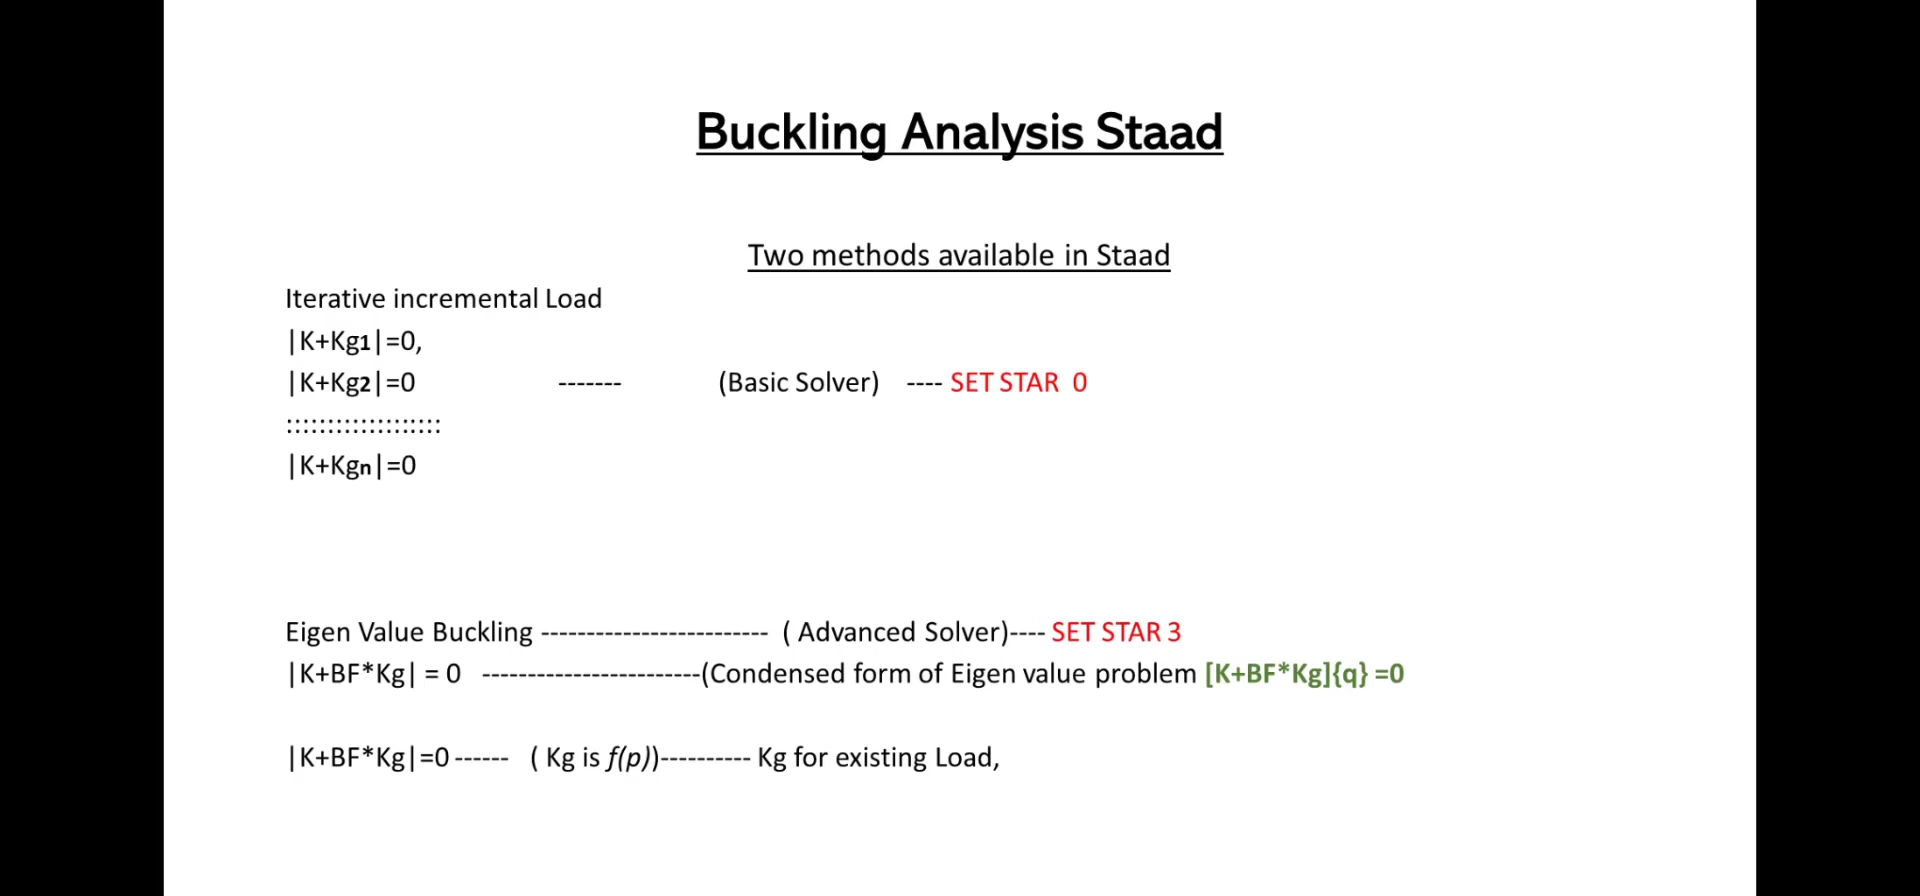 Buckling Analysis Staad
Two methods available in Staad
Iterative incremental Load
|K+Kg1|=0,
|K+Kg2|=0 ------- (Basic Solver) ---- SET STAR 0
:::::::::::::::::::
|K+Kgn|=0
Eigen Value Buckling ------------------------- ( Advanced Solver)---- SET STAR 3
|K+BF*Kg| = 0 ------------------------(Condensed form of Eigen value problem [K+BF*Kg]{q} =0
|K+BF*Kg|=0 ------ ( Kg is f(p))---------- Kg for existing Load,